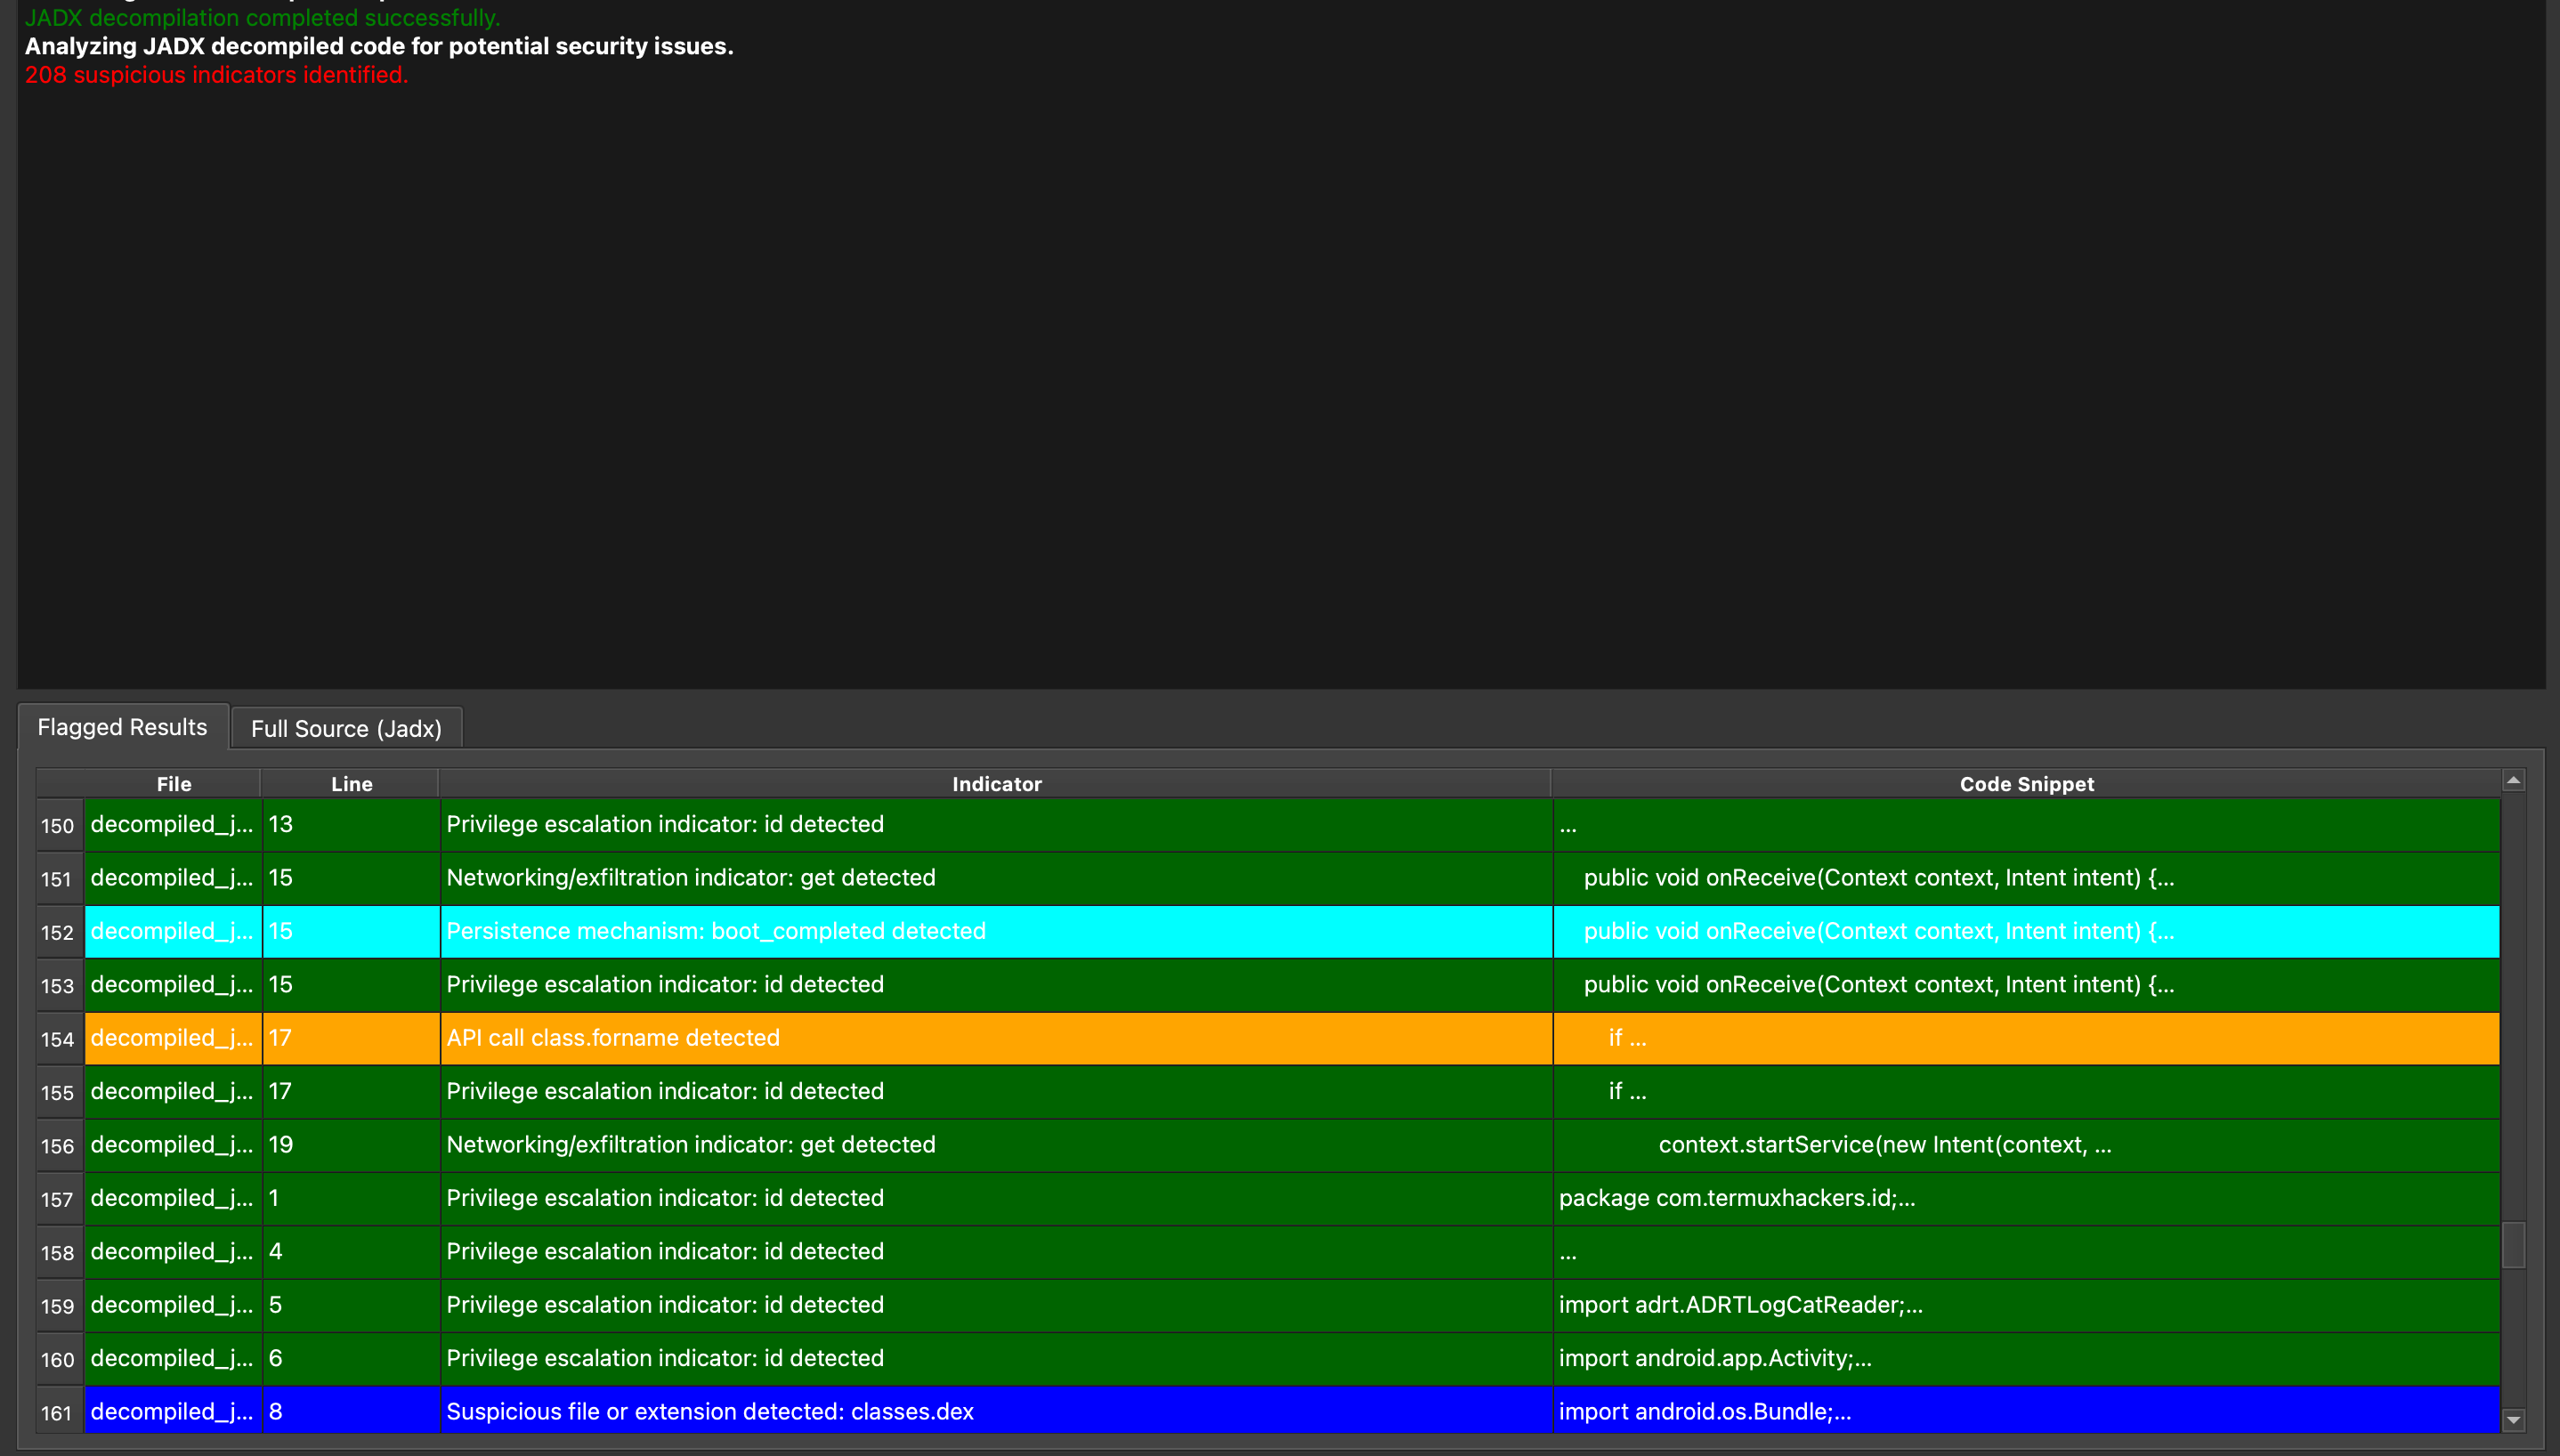 JADX decompilation completed successfully.
Analyzing JADX decompiled code for potential security issues.
208 suspicious indicators identified.
Flagged Results Full Source (Jadx)
File Line Indicator Code Snippet
150 decompiled_j... 13 Privilege escalation indicator: id detected ...
151 decompiled_j... 15 Networking/exfiltration indicator: get detected public void onReceive(Context context, Intent intent) {...
152 decompiled_j... 15 Persistence mechanism: boot_completed detected public void onReceive(Context context, Intent intent) {...
153 decompiled_j... 15 Privilege escalation indicator: id detected public void onReceive(Context context, Intent intent) {...
154 decompiled_j... 17 API call class.forname detected if ...
155 decompiled_j... 17 Privilege escalation indicator: id detected if ...
156 decompiled_j... 19 Networking/exfiltration indicator: get detected context.startService(new Intent(context, ...
157 decompiled_j... 1 Privilege escalation indicator: id detected package com.termuxhackers.id;...
158 decompiled_j... 4 Privilege escalation indicator: id detected ...
159 decompiled_j... 5 Privilege escalation indicator: id detected import adrt.ADRTLogCatReader;...
160 decompiled_j... 6 Privilege escalation indicator: id detected import android.app.Activity;...
161 decompiled_j... 8 Suspicious file or extension detected: classes.dex import android.os.Bundle;...